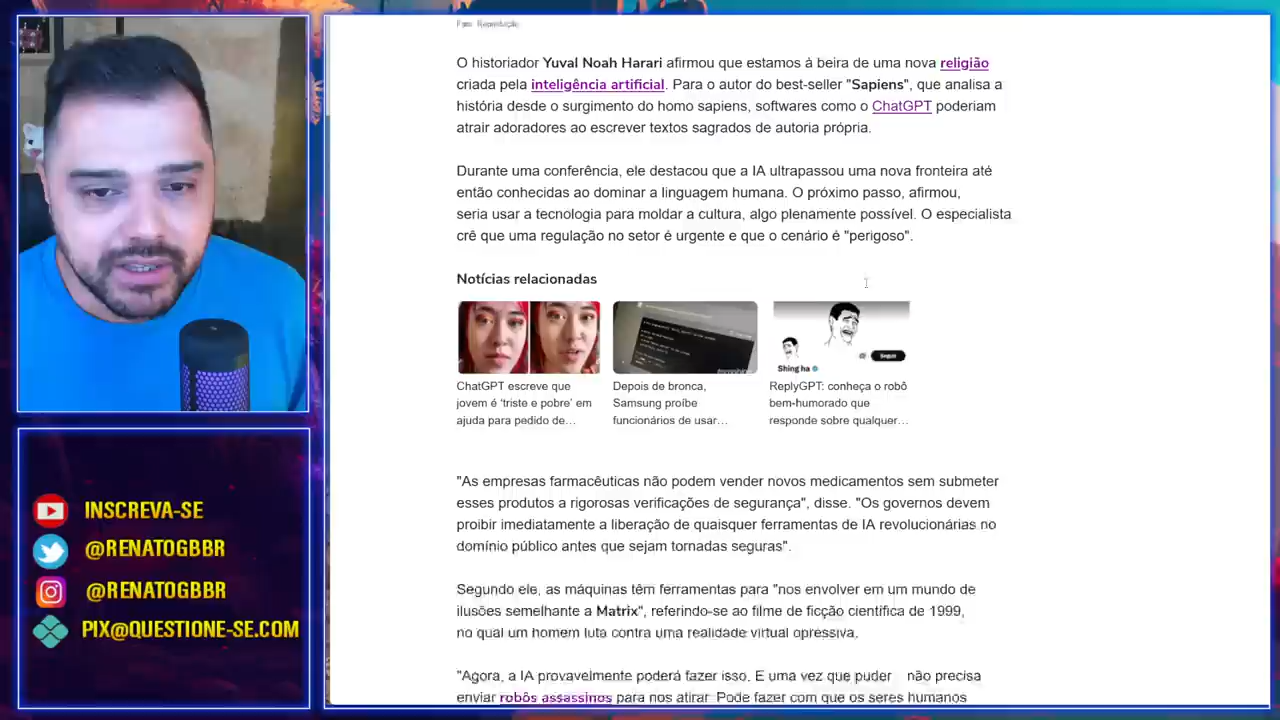 Foto: Reprodução
O historiador Yuval Noah Harari afirmou que estamos à beira de uma nova religião
criada pela inteligência artificial. Para o autor do best-seller "Sapiens", que analisa a
história desde o surgimento do homo sapiens, softwares como o ChatGPT poderiam
atrair adoradores ao escrever textos sagrados de autoria própria.
Durante uma conferência, ele destacou que a IA ultrapassou uma nova fronteira até
então conhecidas ao dominar a linguagem humana. O próximo passo, afirmou,
seria usar a tecnologia para moldar a cultura, algo plenamente possível. O especialista
crê que uma regulação no setor é urgente e que o cenário é "perigoso".
Notícias relacionadas
Shing ha
Seguir
ChatGPT escreve que
jovem é 'triste e pobre' em
ajuda para pedido de...
Depois de bronca,
Samsung proíbe
funcionários de usar...
ReplyGPT: conheça o robô
bem-humorado que
responde sobre qualquer...
"As empresas farmacêuticas não podem vender novos medicamentos sem submeter
esses produtos a rigorosas verificações de segurança", disse. "Os governos devem
proibir imediatamente a liberação de quaisquer ferramentas de IA revolucionárias no
domínio público antes que sejam tornadas seguras".
Segundo ele, as máquinas têm ferramentas para "nos envolver em um mundo de
ilusões semelhante a Matrix", referindo-se ao filme de ficção científica de 1999,
no qual um homem luta contra uma realidade virtual opressiva.
"Agora, a IA provavelmente poderá fazer isso. E uma vez que puder não precisa
enviar robôs assassinos para nos atirar Pode fazer com que os seres humanos
INSCREVA-SE
@RENATOGBBR
@RENATOGBBR
PIX@QUESTIONE-SE.COM